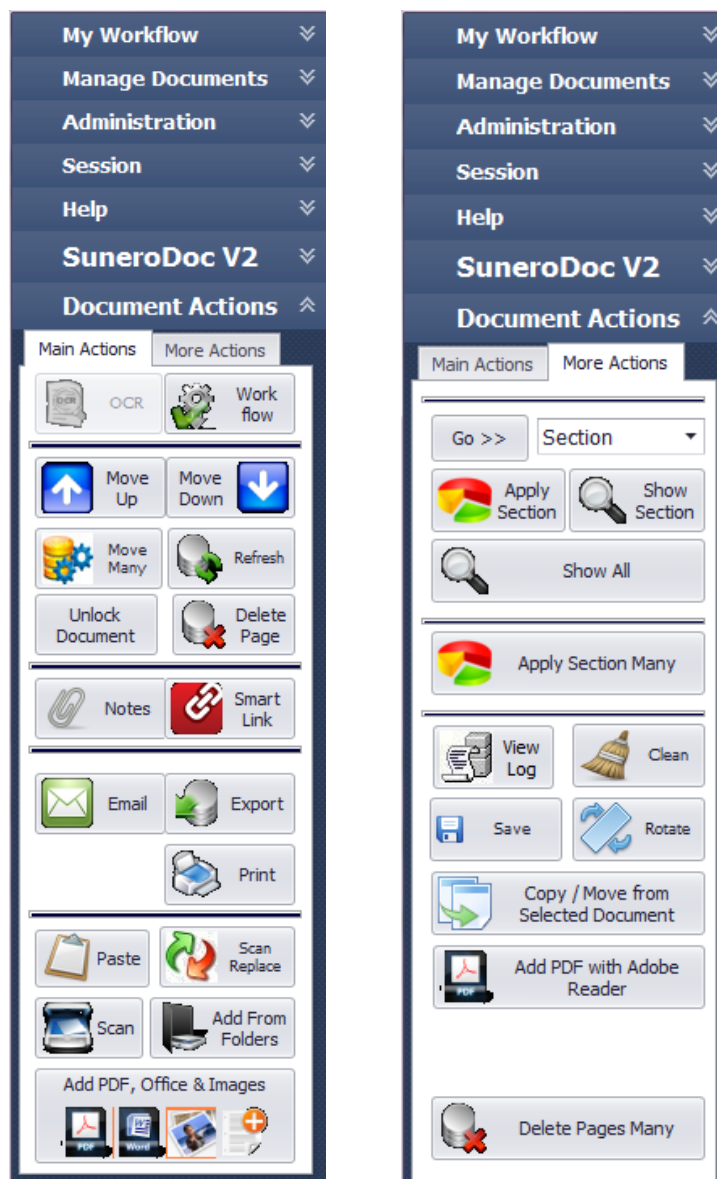 My Workflow
Manage Documents
Administration
Session
Help
SuneroDoc V2
Document Actions
Main Actions More Actions
OCR
OCR
Work
flow
Move
Up
Move
Down
Move
Many
Refresh
Unlock
Document
Delete
Page
Notes
Smart
Link
Email
Export
Print
Paste
Scan
Replace
Scan
Add From
Folders
Add PDF, Office & Images
PDF
Word
My Workflow
Manage Documents
Administration
Session
Help
SuneroDoc V2
Document Actions
Main Actions More Actions
Go >>
Section
Apply
Section
Show
Section
Show All
Apply Section Many
View
Log
Clean
Save
Rotate
Copy / Move from
Selected Document
PDF
Add PDF with Adobe
Reader
Delete Pages Many